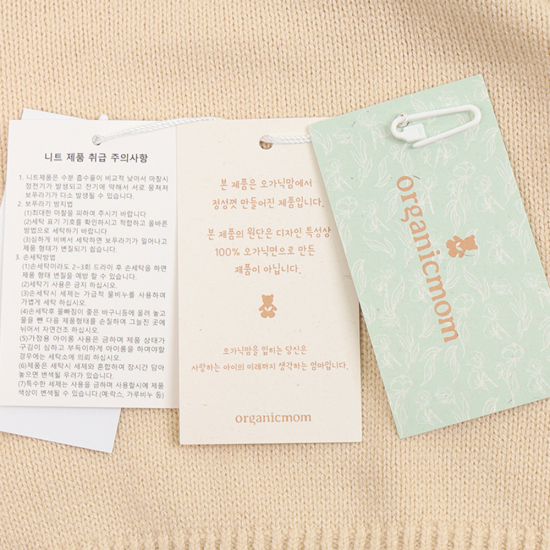 니트 제품 취급 주의사항
1. 니트제품은 수분 흡수율이 비교적 낮아서 마찰시
정전기가 발생되고 전기에 약해서 서로 뭉쳐져
보푸라기가 다소 발생될 수 있습니다.
2. 보푸라기 방지법
(1)최대한 마찰을 피하여 주시기 바랍니다
(2)세탁 표기 기호를 확인하시고 적합하고 올바른
방법으로 세탁하기 바랍니다
(3)심하게 비벼서 세탁하면 보푸라기가 일어나고
제품 형태가 변질되기 쉽습니다.
3. 손세탁방법
(1)손세탁이라도 2~3회 드라이 후 손세탁을 하면
제품 형태 변질을 예방 할 수 있습니다.
(2)세탁기 사용은 금지 하십시오.
(3)손세탁시 세제는 가급적 물비누를 사용하며
가볍게 세탁 하십시오.
(4)손세탁후 물빠짐이 좋은 바구니등에 올려 놓고
물을 뺀 다음 제품형태를 손질하여 그늘진 곳에
뉘어서 자연건조 하십시오.
(5)가정용 아이롱 사용은 금하며 제품 상태가
구김이 심하고 부득이하게 아이롱을 하여야할
경우에는 세탁소에 의뢰 하십시오.
(6)제품은 세탁시 세제와 혼합하여 잠시간 담아
놓으면 변색될 우려가 있습니다.
(7)특수한 세제는 사용을 금하며 사용할시에 제품
색상이 변색될 수 있습니다.(예:락스, 가루비누 등)
본 제품은 오가닉맘에서
정성껏 만들어진 제품입니다.
본 제품의 원단은 디자인 특성상
100% 오가닉면으로 만든
제품이 아닙니다.
오가닉맘을 입히는 당신은
사랑하는 아이의 미래까지 생각하는 엄마입니다.
organicmom
organicmom